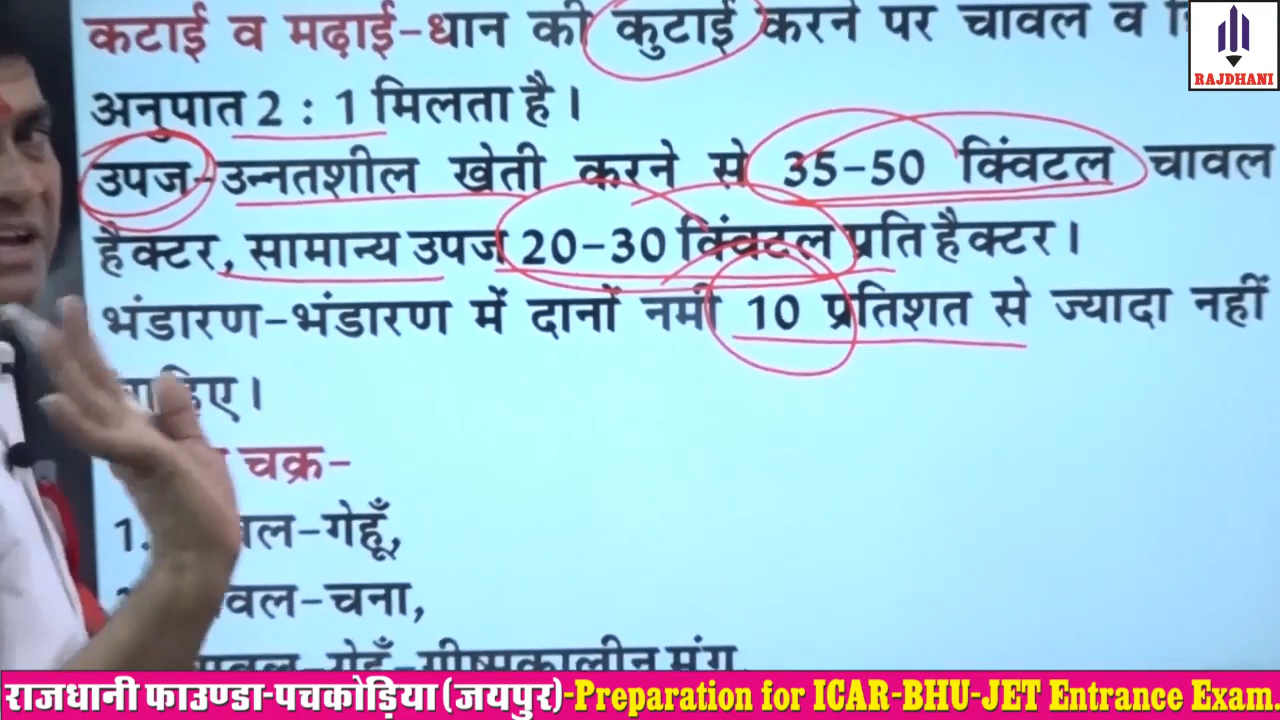 कटाई व मढ़ाई-धान की कुटाई करने पर चावल व
RAJDHANI
अनुपात 2 : 1 मिलता है।
उपज-उन्नतशील खेती करने से 35-50 क्विंटल चावल
हैक्टर, सामान्य उपज 20-30 क्विंटल प्रति हैक्टर।
भंडारण-भंडारण में दानों नमी 10 प्रतिशत से ज्यादा नहीं
चक्र-
1.
गेहूँ,
चना,
गेहूँ-ग्रीष्मकालीन मूंग
राजधानी फाउण्डा-पचकोड़िया (जयपुर)-Preparation for ICAR-BHU-JET Entrance Exam.